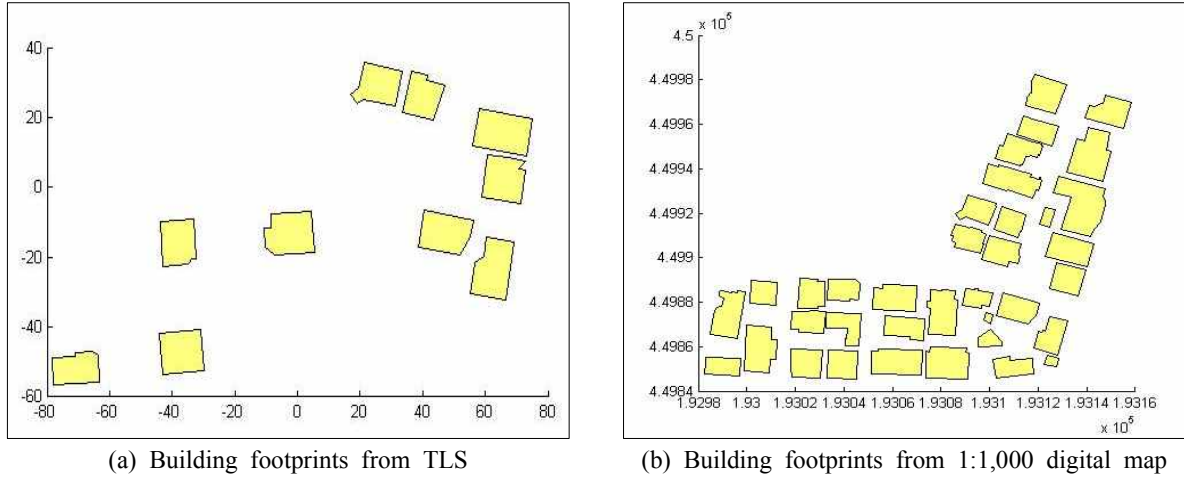 40
20
0
-20
-40
-60
-80 -60 -40 -20 0 20 40 60 80
(a) Building footprints from TLS
x 10^5
4.5
4.4998
4.4996
4.4994
4.4992
4.499
4.4988
4.4986
4.4984
1.9298 1.93 1.9302 1.9304 1.9306 1.9308 1.931 1.9312 1.9314 1.9316
x 10^5
(b) Building footprints from 1:1,000 digital map